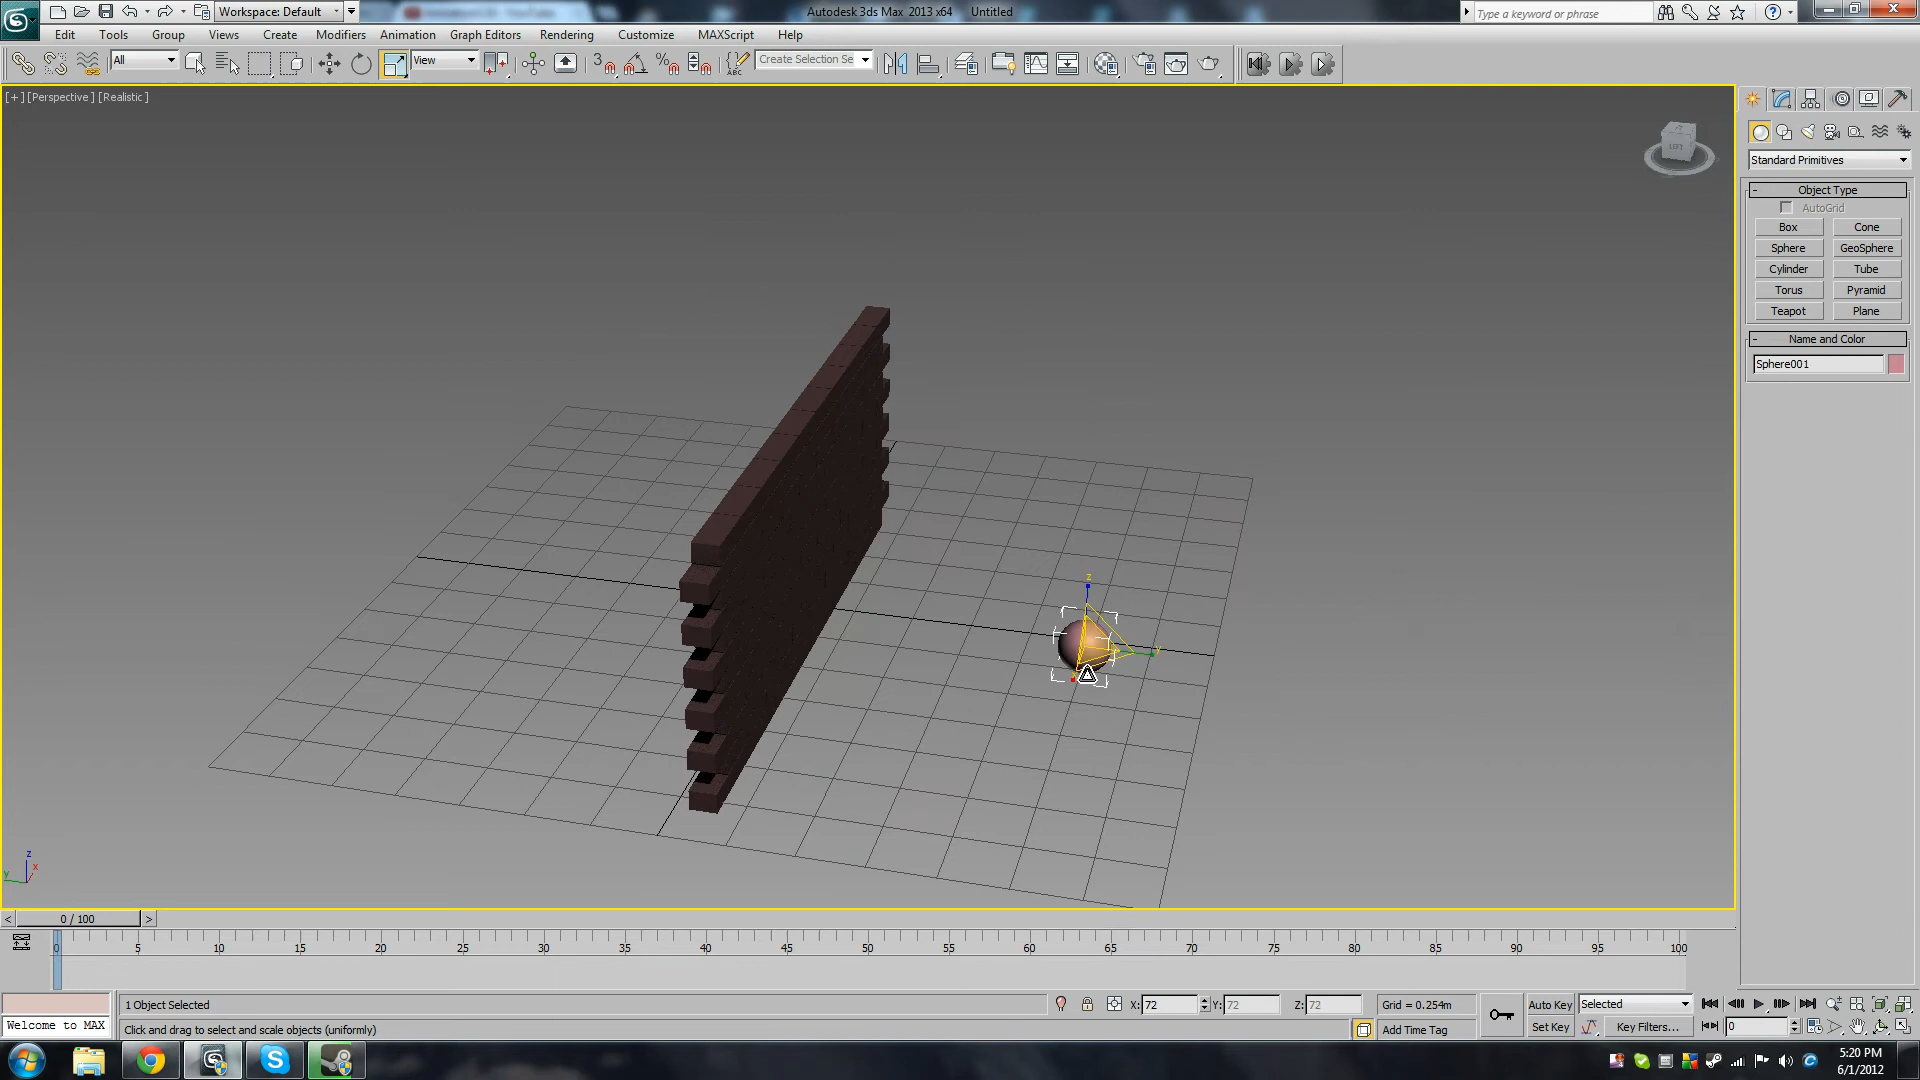 Workspace: Default
Autodesk 3ds Max 2013 x64 Untitled
Type a keyword or phrase
Edit Tools Group Views Create Modifiers Animation Graph Editors Rendering Customize MAXScript Help
All
View
3
Create Selection Se
[+] [Perspective] [Realistic]
LEFT
Standard Primitives
- Object Type
AutoGrid
Box Cone
Sphere GeoSphere
Cylinder Tube
Torus Pyramid
Teapot Plane
- Name and Color
Sphere001
z
y
x
z
x
y
< 0 / 100 >
0 5 10 15 20 25 30 35 40 45 50 55 60 65 70 75 80 85 90 95 100
1 Object Selected X: 72 Y: 72 Z: 72 Grid = 0.254m Auto Key Selected
Welcome to MAX Click and drag to select and scale objects (uniformly) Add Time Tag Set Key Key Filters... 0
5:20 PM
6/1/2012